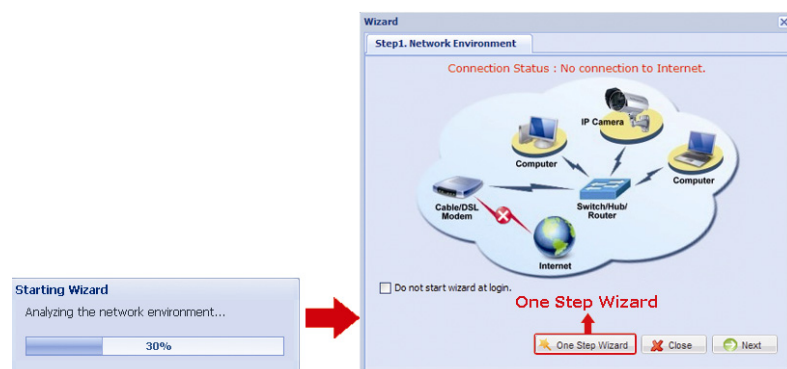 Starting Wizard
Analyzing the network environment...
30%
Wizard
Step1. Network Environment
Connection Status : No connection to Internet.
IP Camera
Computer
Computer
Cable/DSL
Modem
Switch/Hub/
Router
Internet
Do not start wizard at login.
One Step Wizard
One Step Wizard
Close
Next